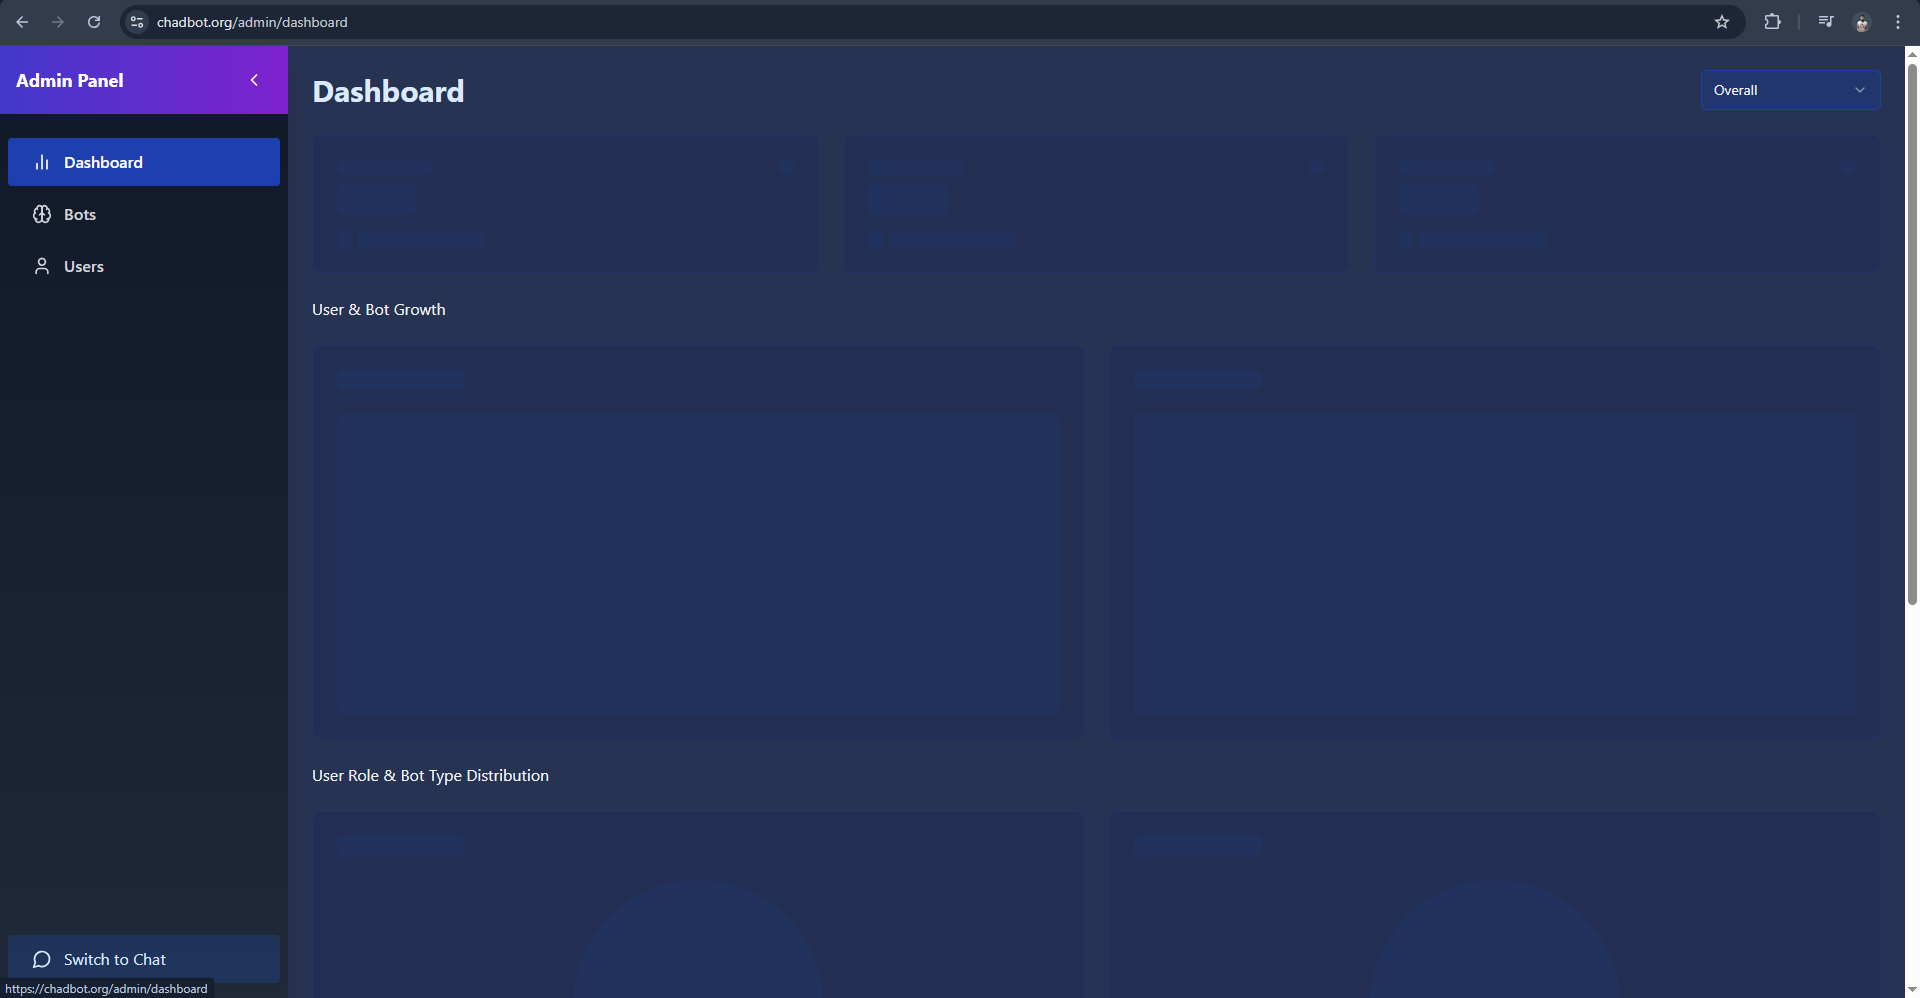 chadbot.org/admin/dashboard
Admin Panel
Dashboard
Bots
Users
Switch to Chat
https://chadbot.org/admin/dashboard
Dashboard
Overall
User & Bot Growth
User Role & Bot Type Distribution